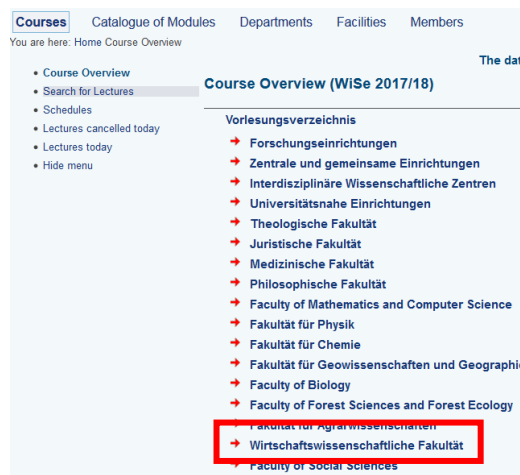 Courses Catalogue of Modules Departments Facilities Members
You are here: Home Course Overview
The dat
• Course Overview
• Search for Lectures
• Schedules
• Lectures cancelled today
• Lectures today
• Hide menu
Course Overview (WiSe 2017/18)
Vorlesungsverzeichnis
Forschungseinrichtungen
Zentrale und gemeinsame Einrichtungen
Interdisziplinäre Wissenschaftliche Zentren
Universitätsnahe Einrichtungen
Theologische Fakultät
Juristische Fakultät
Medizinische Fakultät
Philosophische Fakultät
Faculty of Mathematics and Computer Science
Fakultät für Physik
Fakultät für Chemie
Fakultät für Geowissenschaften und Geographie
Faculty of Biology
Faculty of Forest Sciences and Forest Ecology
Fakultät für Agrarwissenschaften
Wirtschaftswissenschaftliche Fakultät
Faculty of Social Sciences